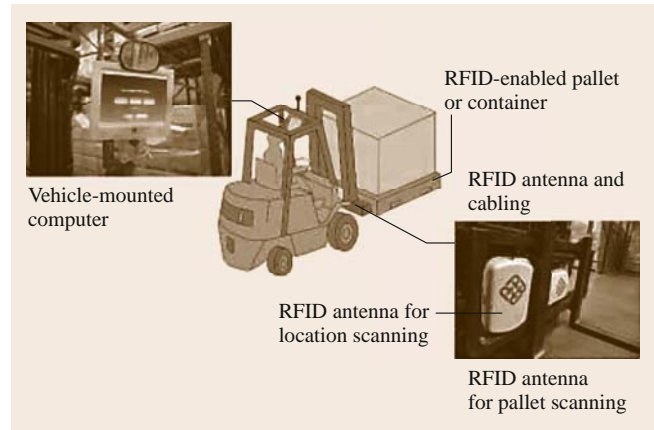 RFID-enabled pallet
or container
RFID antenna and
cabling
Vehicle-mounted
computer
RFID antenna for
location scanning
RFID antenna
for pallet scanning